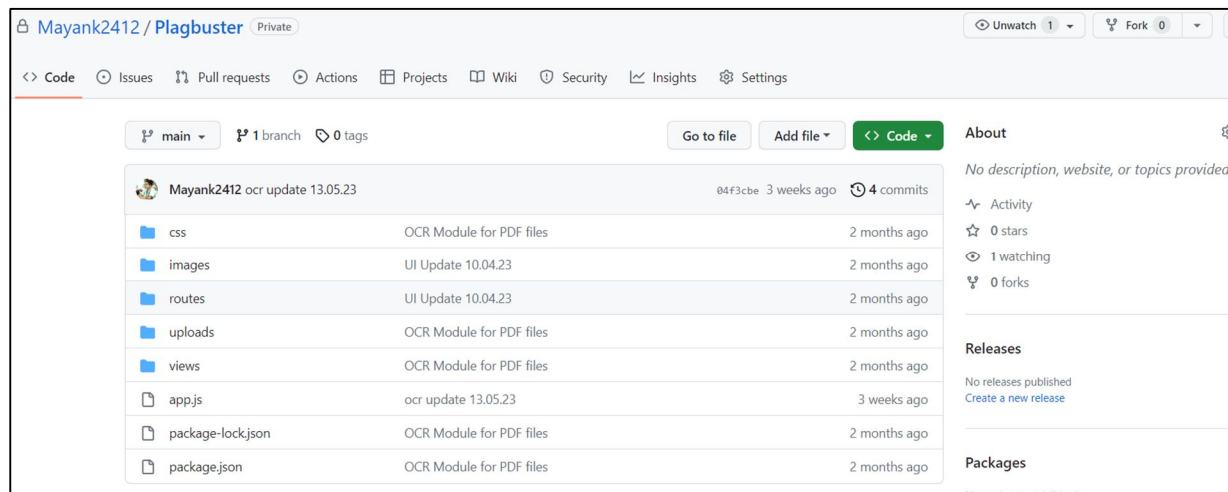 Mayank2412 / Plagbuster Private
Unwatch 1 Fork 0
Code Issues Pull requests Actions Projects Wiki Security Insights Settings
main 1 branch 0 tags Go to file Add file Code
Mayank2412 ocr update 13.05.23 04f3cbe 3 weeks ago 4 commits
css OCR Module for PDF files 2 months ago
images UI Update 10.04.23 2 months ago
routes UI Update 10.04.23 2 months ago
uploads OCR Module for PDF files 2 months ago
views OCR Module for PDF files 2 months ago
app.js ocr update 13.05.23 3 weeks ago
package-lock.json OCR Module for PDF files 2 months ago
package.json OCR Module for PDF files 2 months ago
About
No description, website, or topics provided
Activity
0 stars
1 watching
0 forks
Releases
No releases published
Create a new release
Packages